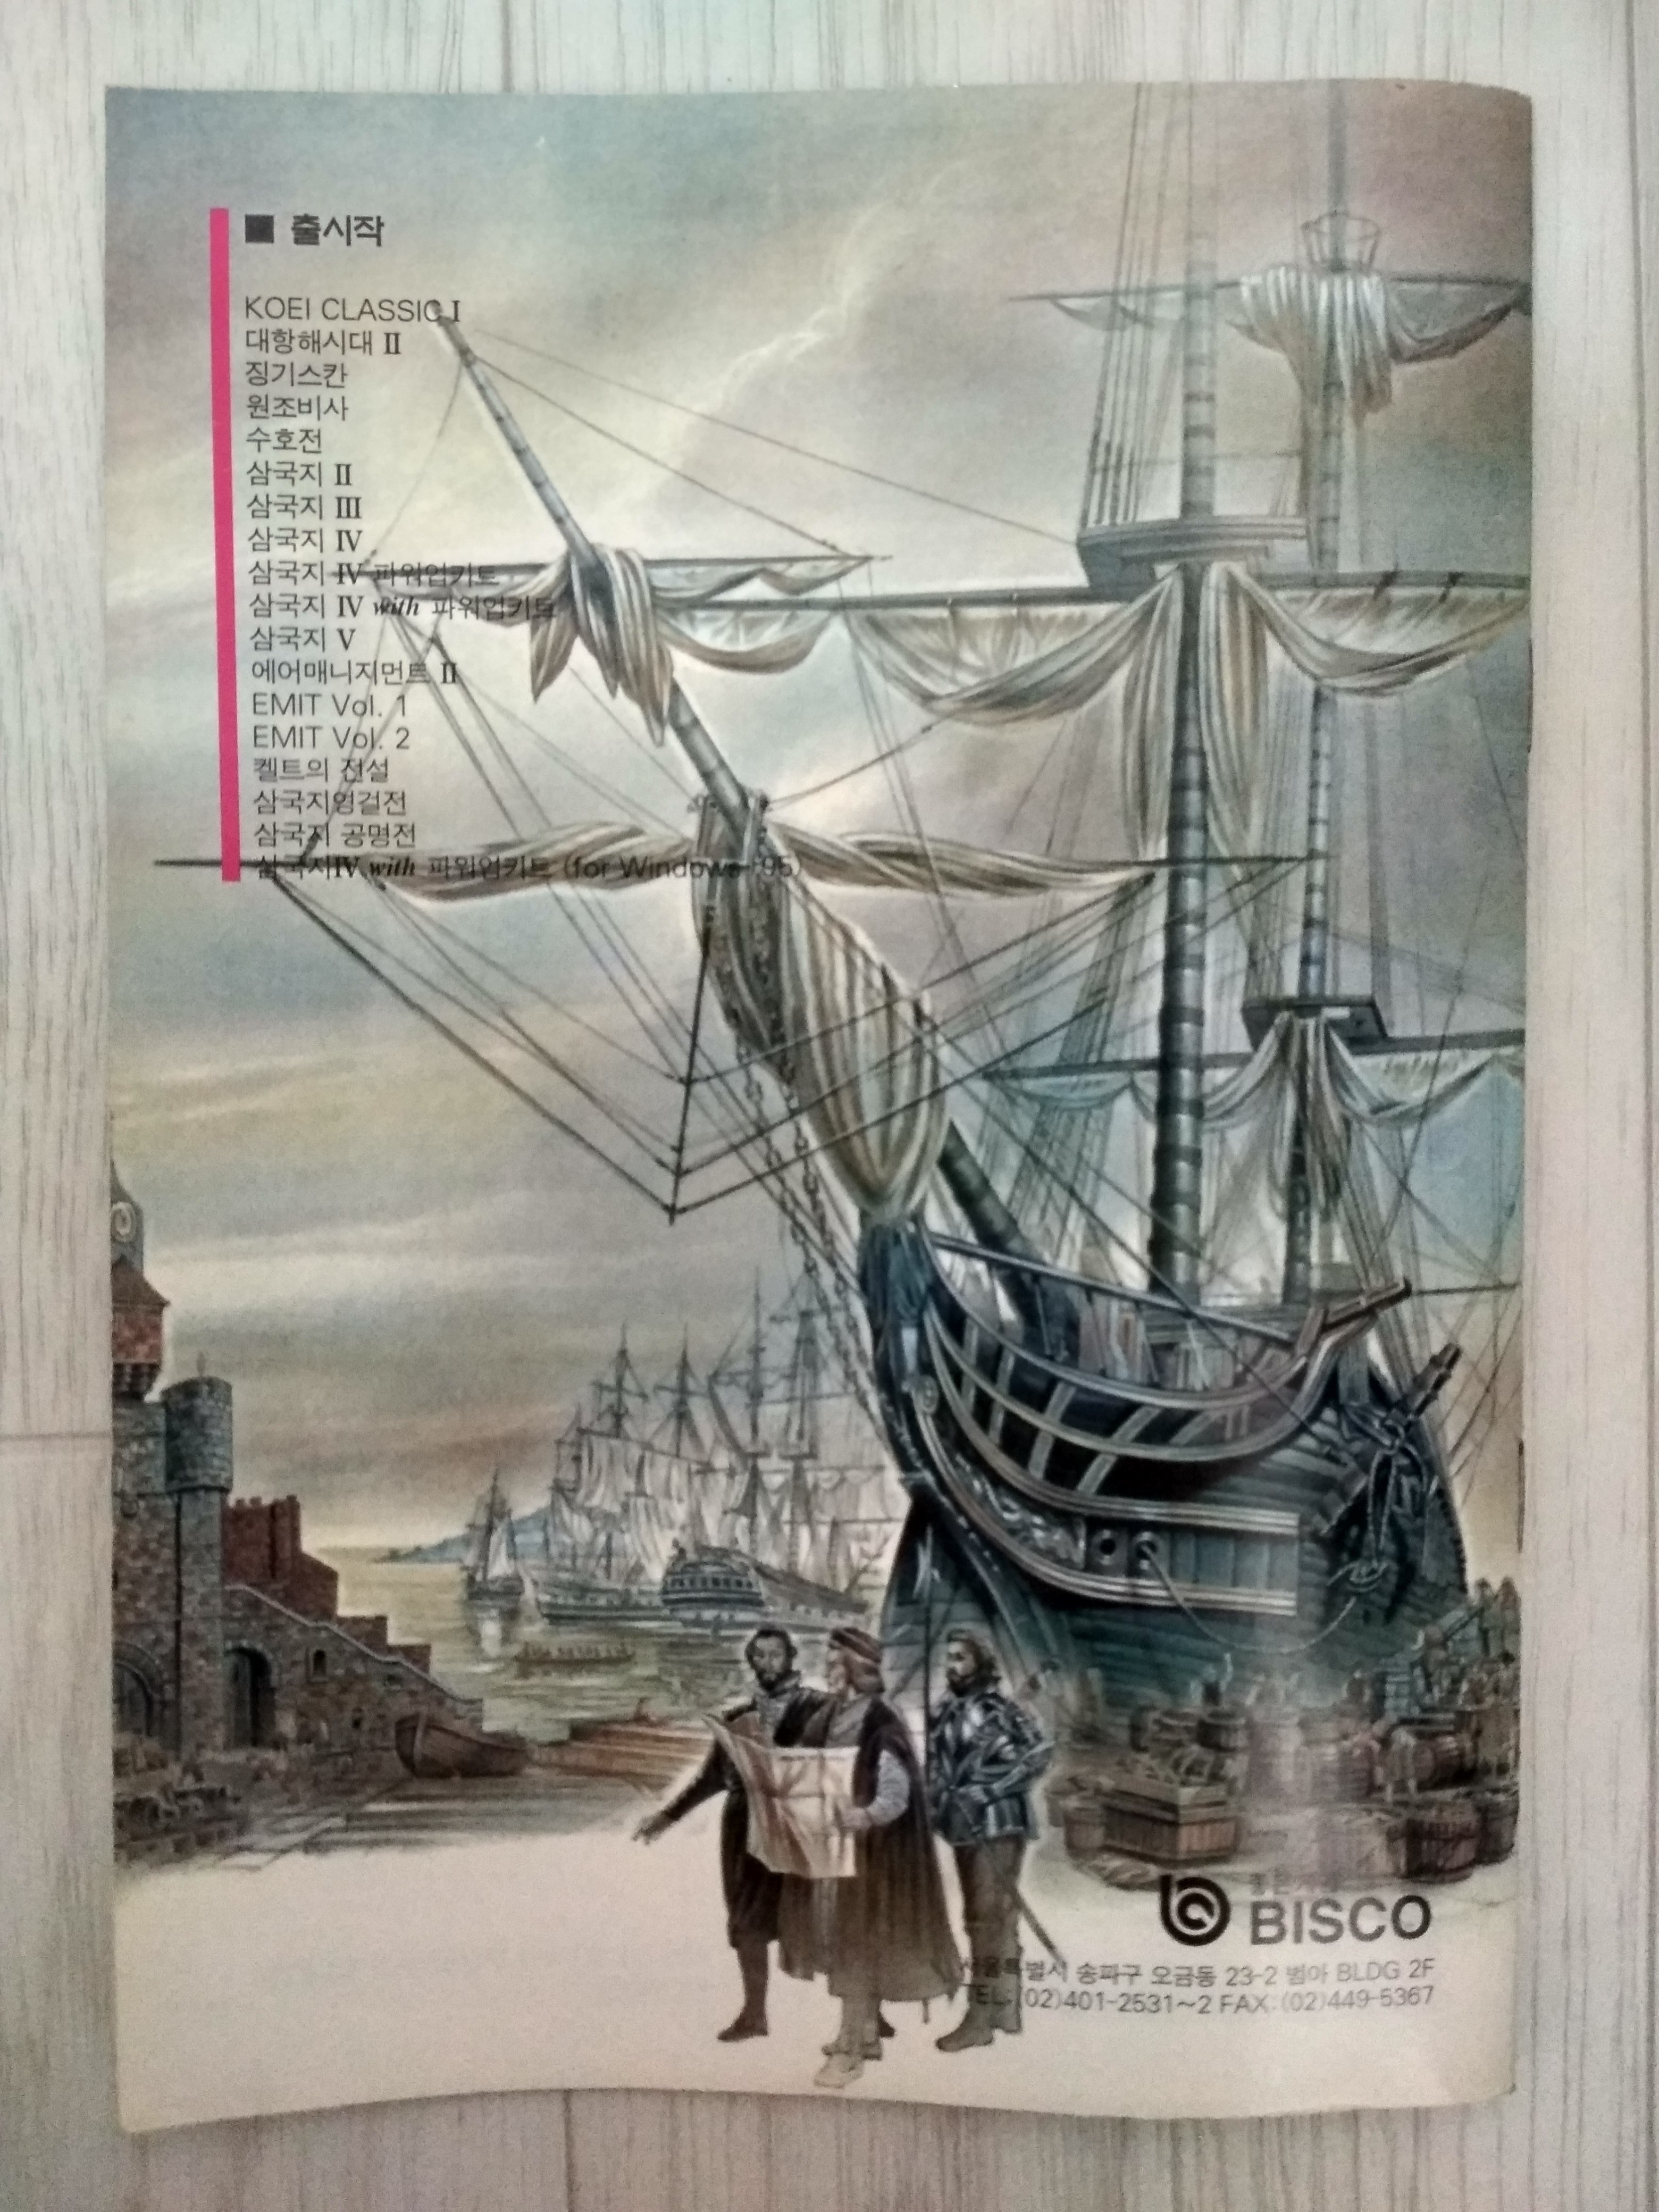 ■ 출시작
KOEI CLASSIC I
대항해시대 II
징기스칸
원조비사
수호전
삼국지 II
삼국지 III
삼국지 IV
삼국지 IV 파워업키트
삼국지 IV with 파워업키트
삼국지 V
에어매니지먼트 II
EMIT Vol. 1
EMIT Vol. 2
켈트의 전설
삼국지영걸전
삼국지 공명전
삼국지IV with 파워업키트 (for Windows '95)
BISCO
서울특별시 송파구 오금동 23-2 범아 BLDG 2F
TEL: (02)401-2531~2 FAX: (02)449-5367